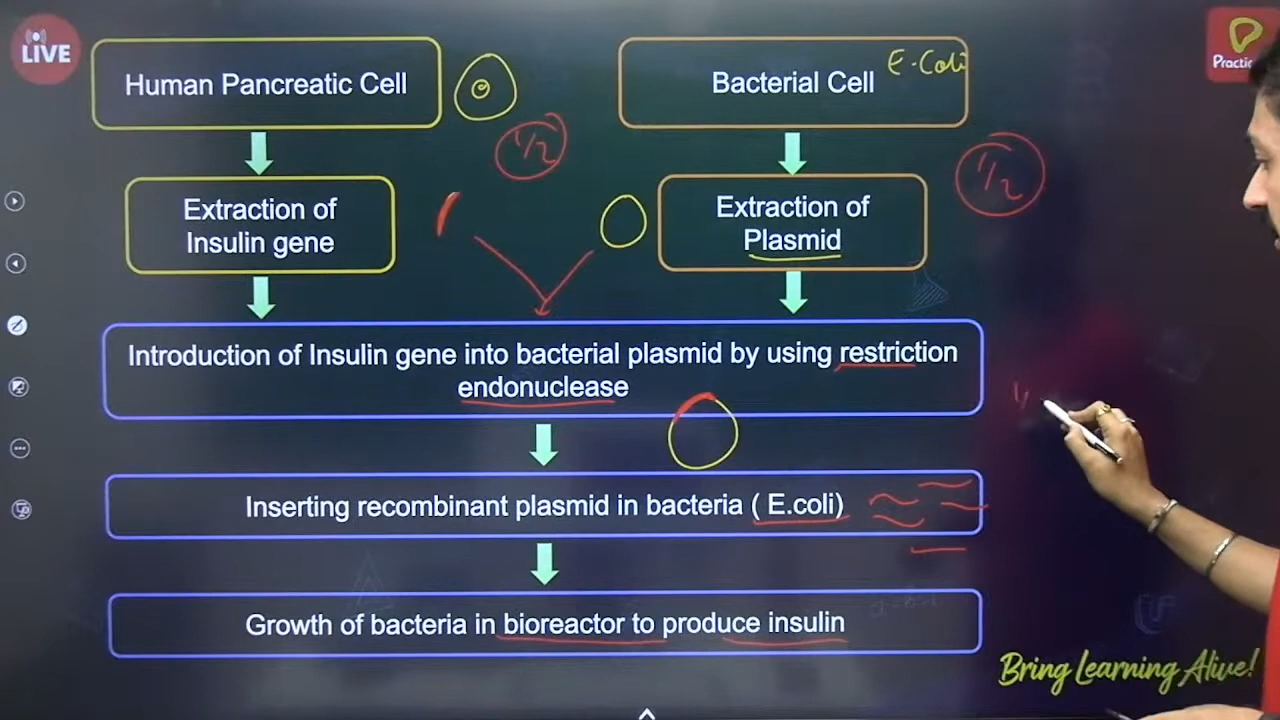 LIVE
Human Pancreatic Cell
Bacterial Cell
E.Coli
Practic
1/2
1/2
Extraction of
Insulin gene
Extraction of
Plasmid
Introduction of Insulin gene into bacterial plasmid by using restriction
endonuclease
Inserting recombinant plasmid in bacteria ( E.coli)
Growth of bacteria in bioreactor to produce insulin
Bring Learning Alive!